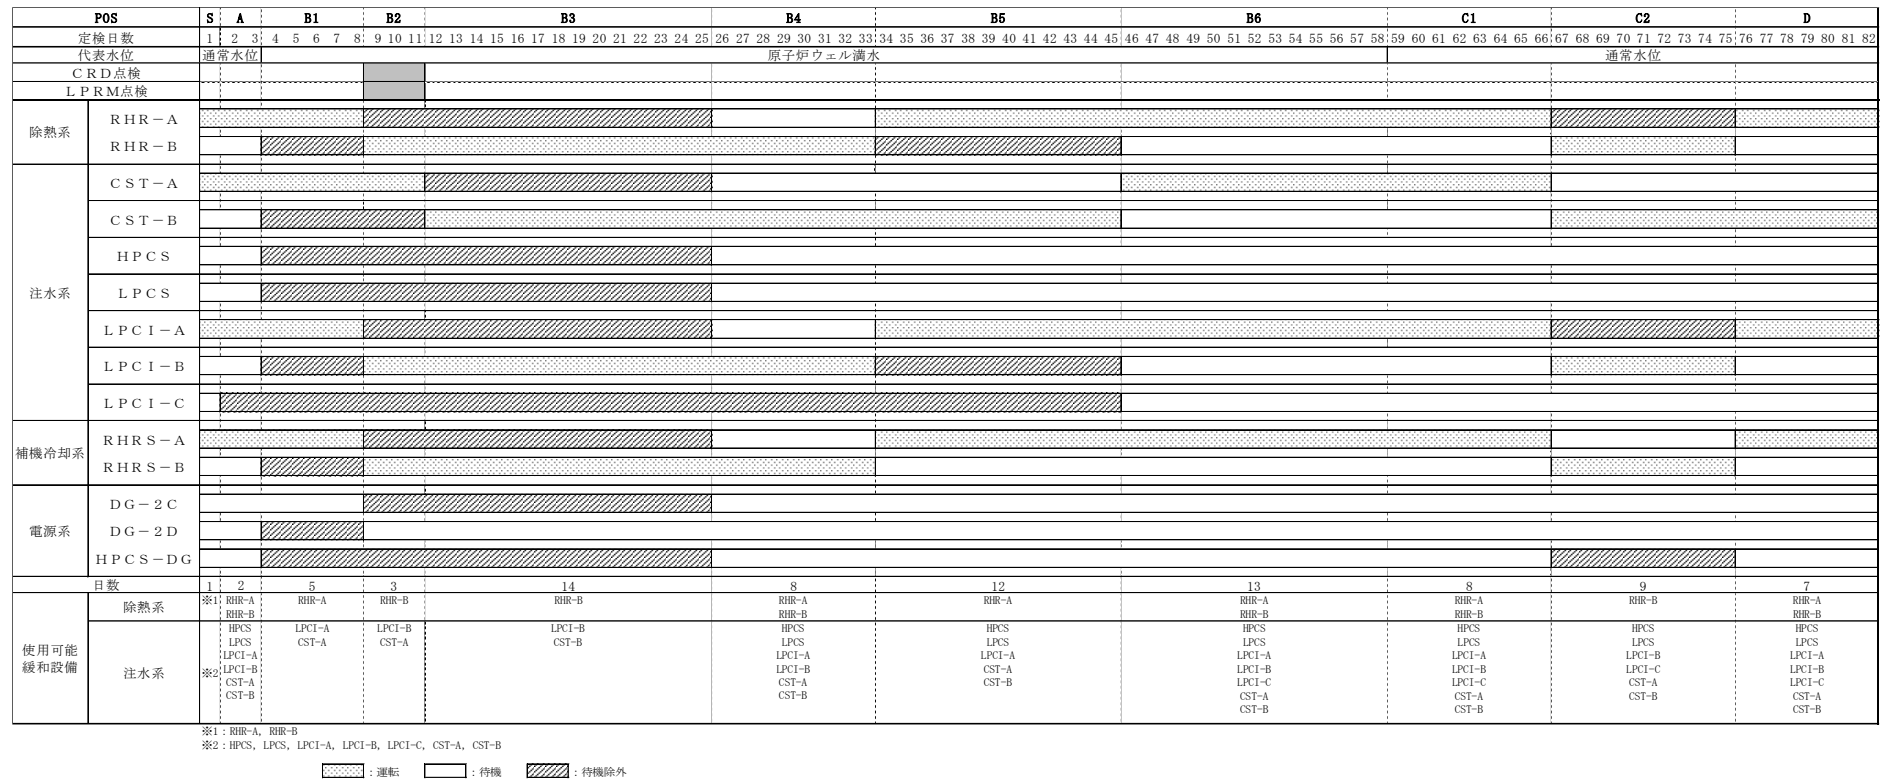 POS S A B1 B2 B3 B4 B5 B6 C1 C2 D
定検日数 1 2 3 4 5 6 7 8 9 10 11 12 13 14 15 16 17 18 19 20 21 22 23 24 25 26 27 28 29 30 31 32 33 34 35 36 37 38 39 40 41 42 43 44 45 46 47 48 49 50 51 52 53 54 55 56 57 58 59 60 61 62 63 64 65 66 67 68 69 70 71 72 73 74 75 76 77 78 79 80 81 82
代表水位 通常水位 原子炉ウェル満水 通常水位
CRD点検
LPRM点検
除熱系
RHR-A
RHR-B
注水系
CST-A
CST-B
HPCS
LPCS
LPCI-A
LPCI-B
LPCI-C
補機冷却系
RHRS-A
RHRS-B
電源系
DG-2C
DG-2D
HPCS-DG
日数 1 2 5 3 14 8 12 13 8 9 7
使用可能
緩和設備
除熱系 ※1 RHR-A RHR-A RHR-B RHR-B RHR-A RHR-A RHR-A RHR-A RHR-B RHR-A
RHR-B RHR-B RHR-B RHR-B RHR-B
注水系 ※2
HPCS LPCI-A LPCI-B LPCI-B HPCS HPCS HPCS HPCS HPCS HPCS
LPCS CST-A CST-A CST-B LPCS LPCS LPCS LPCS LPCS LPCS
LPCI-A LPCI-A LPCI-A LPCI-A LPCI-A LPCI-B LPCI-A
LPCI-B LPCI-B CST-A LPCI-B LPCI-B LPCI-C LPCI-B
CST-A CST-A CST-B LPCI-C LPCI-C CST-A LPCI-C
CST-B CST-B CST-A CST-A CST-B CST-A
CST-B CST-B CST-B
※1：RHR-A, RHR-B
※2：HPCS, LPCS, LPCI-A, LPCI-B, LPCI-C, CST-A, CST-B
：運転 ：待機 ：待機除外